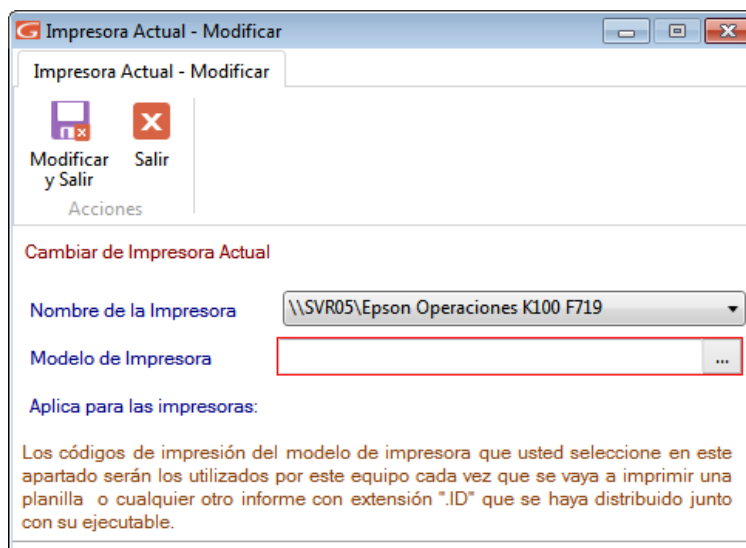 Impresora Actual - Modificar
Impresora Actual - Modificar
Modificar
y Salir
Salir
Acciones
Cambiar de Impresora Actual
Nombre de la Impresora
\\SVR05\Epson Operaciones K100 F719
Modelo de Impresora
...
Aplica para las impresoras:
Los códigos de impresión del modelo de impresora que usted seleccione en este
apartado serán los utilizados por este equipo cada vez que se vaya a imprimir una
planilla o cualquier otro informe con extensión ".ID" que se haya distribuido junto
con su ejecutable.